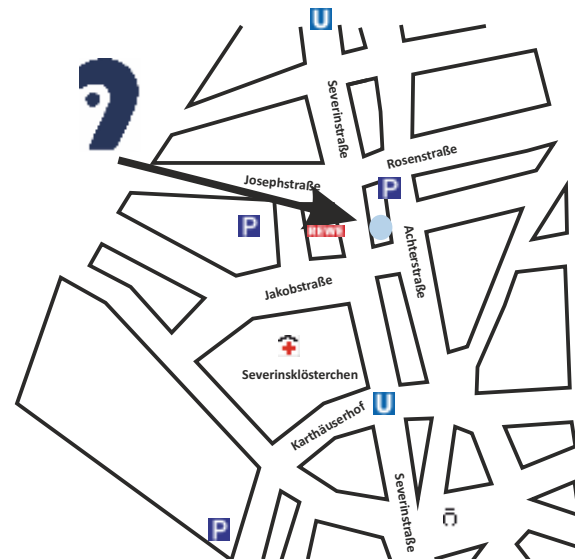 U
Severinstraße
Rosenstraße
Josephstraße
P
P
REWE
Achterstraße
Jakobstraße
Severinsklösterchen
U
Karthäuserhof
Severinstraße
P